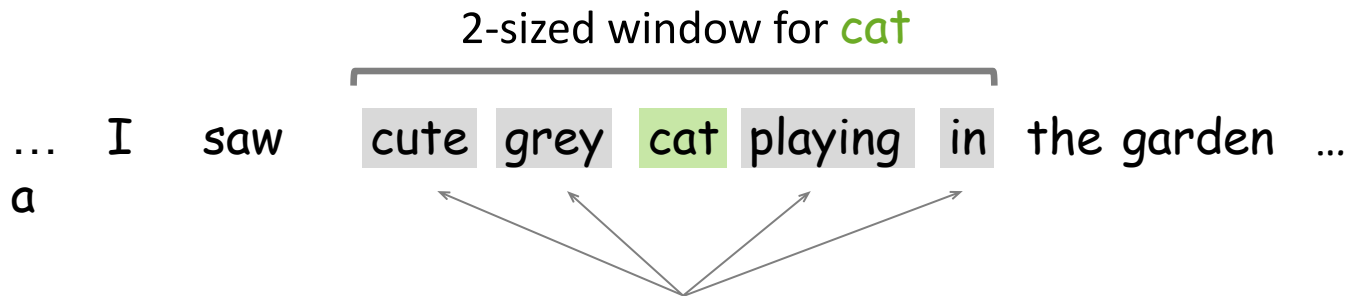 2-sized window for cat
… I saw cute grey cat playing in the garden …
a